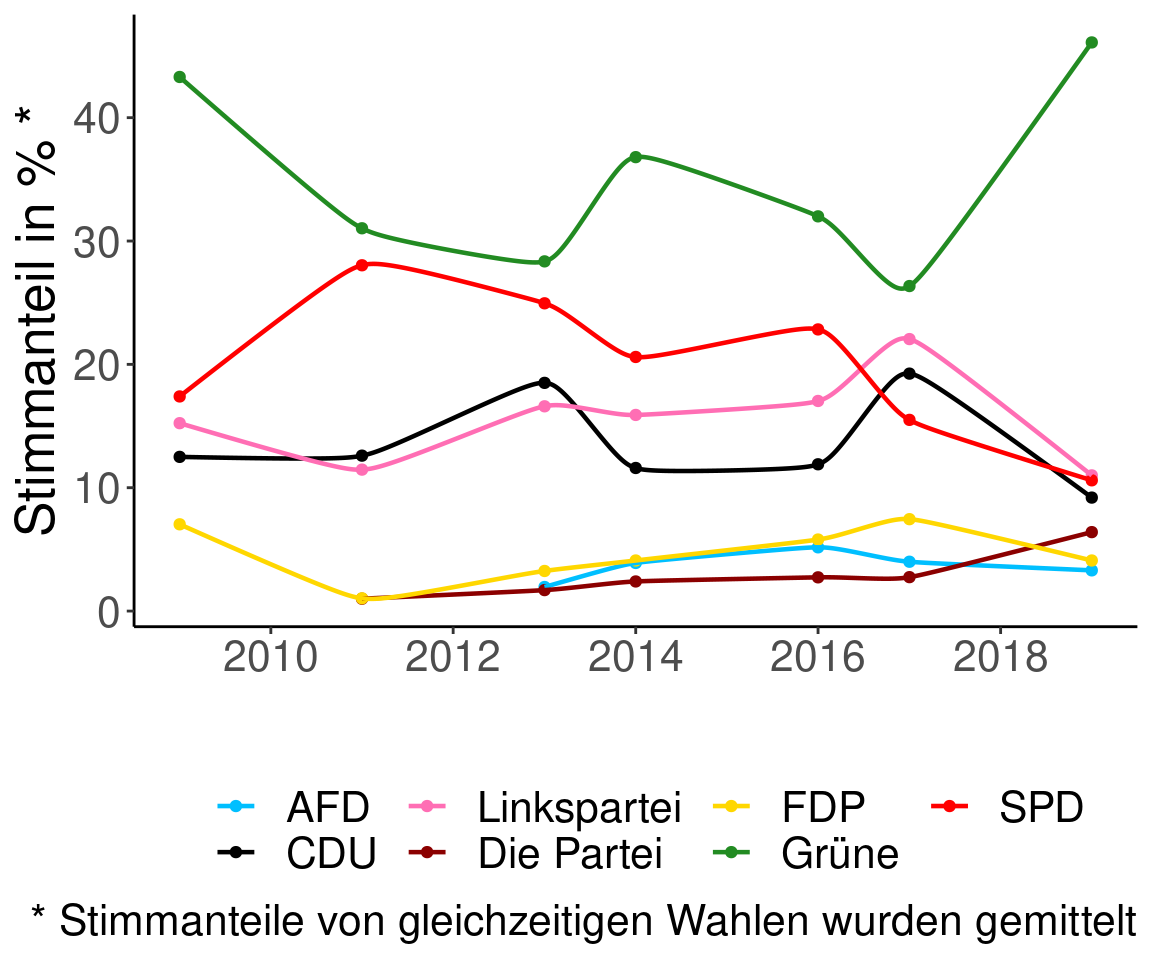 Stimmanteil in % *
40
30
20
10
0
2010 2012 2014 2016 2018
AFD Linkspartei FDP SPD
CDU Die Partei Grüne
* Stimmanteile von gleichzeitigen Wahlen wurden gemittelt